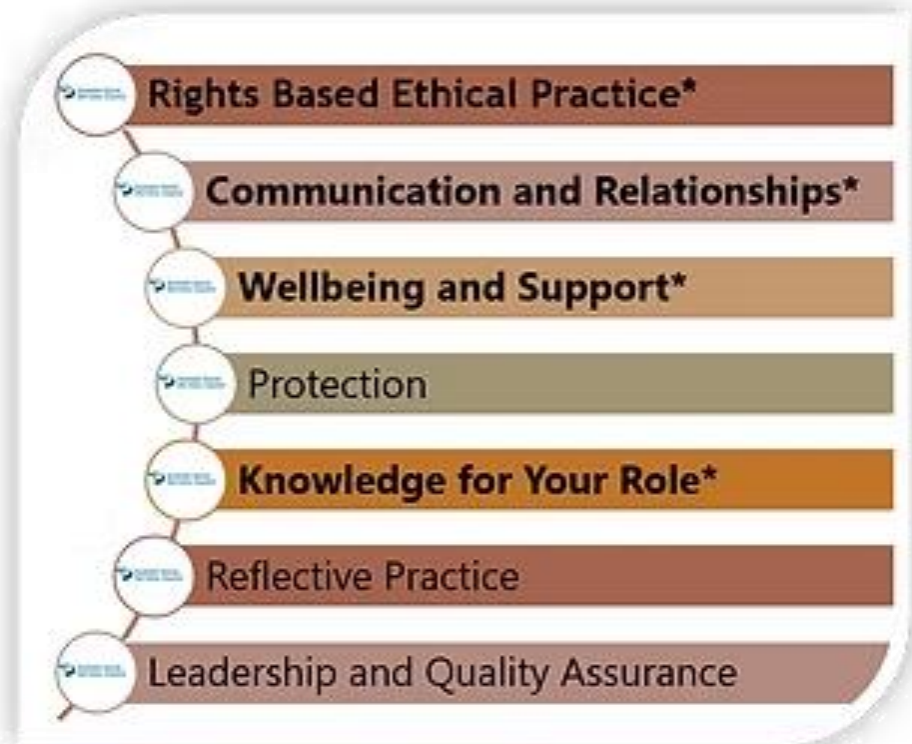 Rights Based Ethical Practice*
Communication and Relationships*
Wellbeing and Support*
Protection
Knowledge for Your Role*
Reflective Practice
Leadership and Quality Assurance